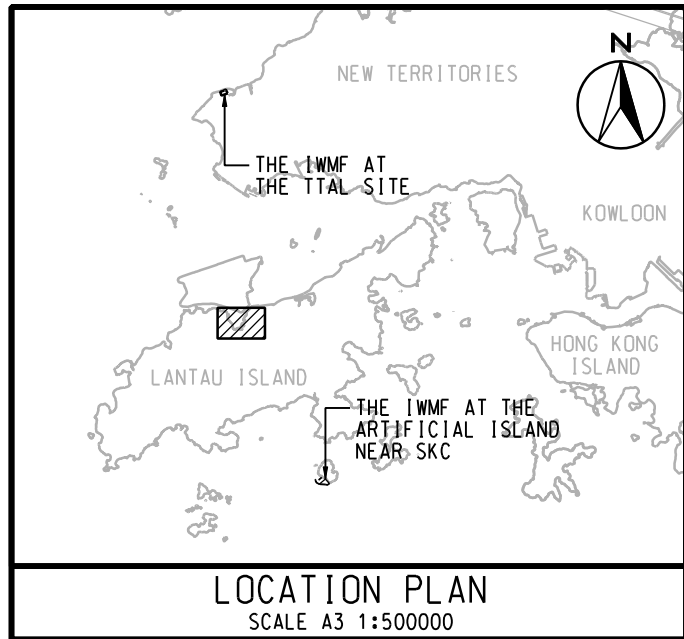 N
NEW TERRITORIES
THE IWMF AT
THE TTAL SITE
KOWLOON
HONG KONG
ISLAND
LANTAU ISLAND
THE IWMF AT THE
ARTIFICIAL ISLAND
NEAR SKC
LOCATION PLAN
SCALE A3 1:500000